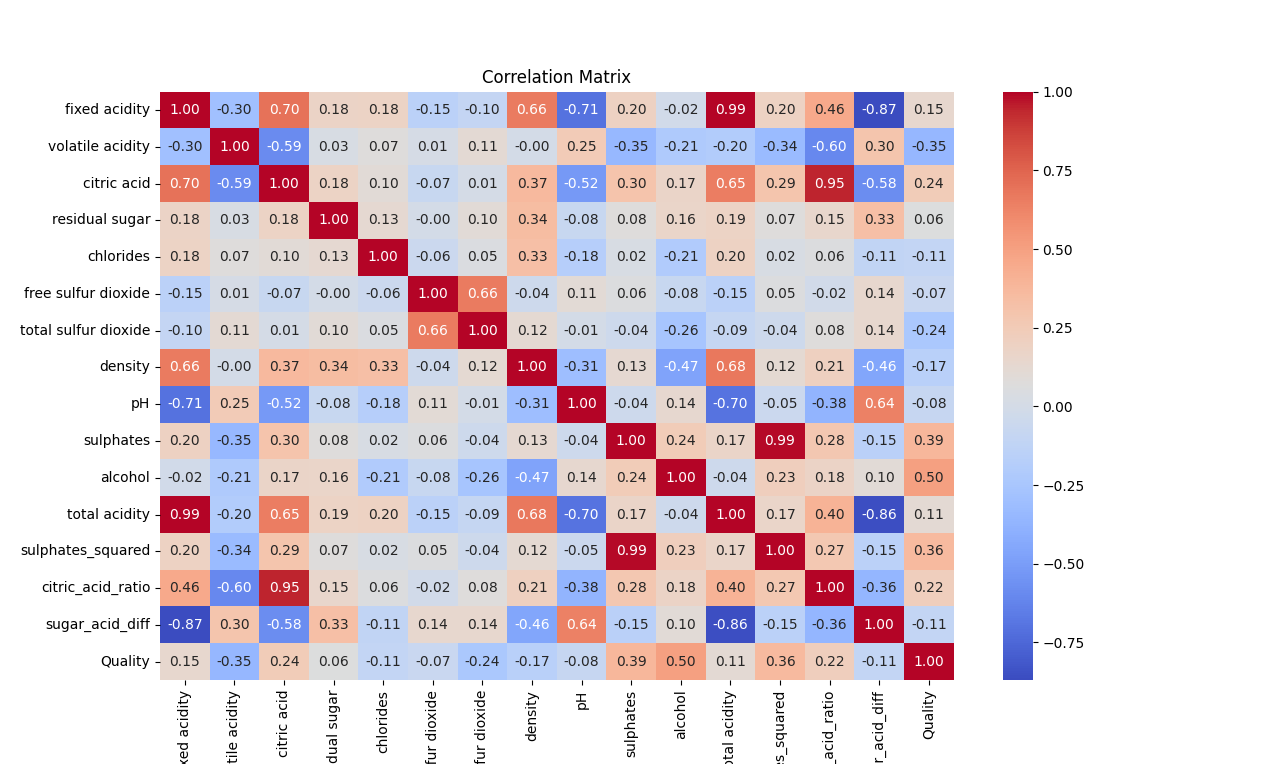 Correlation Matrix
fixed acidity 1.00 -0.30 0.70 0.18 0.18 -0.15 -0.10 0.66 -0.71 0.20 -0.02 0.99 0.20 0.46 -0.87 0.15
volatile acidity -0.30 1.00 -0.59 0.03 0.07 0.01 0.11 -0.00 0.25 -0.35 -0.21 -0.20 -0.34 -0.60 0.30 -0.35
citric acid 0.70 -0.59 1.00 0.18 0.10 -0.07 0.01 0.37 -0.52 0.30 0.17 0.65 0.29 0.95 -0.58 0.24
residual sugar 0.18 0.03 0.18 1.00 0.13 -0.00 0.10 0.34 -0.08 0.08 0.16 0.19 0.07 0.15 0.33 0.06
chlorides 0.18 0.07 0.10 0.13 1.00 -0.06 0.05 0.33 -0.18 0.02 -0.21 0.20 0.02 0.06 -0.11 -0.11
free sulfur dioxide -0.15 0.01 -0.07 -0.00 -0.06 1.00 0.66 -0.04 0.11 0.06 -0.08 -0.15 0.05 -0.02 0.14 -0.07
total sulfur dioxide -0.10 0.11 0.01 0.10 0.05 0.66 1.00 0.12 -0.01 -0.04 -0.26 -0.09 -0.04 0.08 0.14 -0.24
density 0.66 -0.00 0.37 0.34 0.33 -0.04 0.12 1.00 -0.31 0.13 -0.47 0.68 0.12 0.21 -0.46 -0.17
pH -0.71 0.25 -0.52 -0.08 -0.18 0.11 -0.01 -0.31 1.00 -0.04 0.14 -0.70 -0.05 -0.38 0.64 -0.08
sulphates 0.20 -0.35 0.30 0.08 0.02 0.06 -0.04 0.13 -0.04 1.00 0.24 0.17 0.99 0.28 -0.15 0.39
alcohol -0.02 -0.21 0.17 0.16 -0.21 -0.08 -0.26 -0.47 0.14 0.24 1.00 -0.04 0.23 0.18 0.10 0.50
total acidity 0.99 -0.20 0.65 0.19 0.20 -0.15 -0.09 0.68 -0.70 0.17 -0.04 1.00 0.17 0.40 -0.86 0.11
sulphates_squared 0.20 -0.34 0.29 0.07 0.02 0.05 -0.04 0.12 -0.05 0.99 0.23 0.17 1.00 0.27 -0.15 0.36
citric_acid_ratio 0.46 -0.60 0.95 0.15 0.06 -0.02 0.08 0.21 -0.38 0.28 0.18 0.40 0.27 1.00 -0.36 0.22
sugar_acid_diff -0.87 0.30 -0.58 0.33 -0.11 0.14 0.14 -0.46 0.64 -0.15 0.10 -0.86 -0.15 -0.36 1.00 -0.11
Quality 0.15 -0.35 0.24 0.06 -0.11 -0.07 -0.24 -0.17 -0.08 0.39 0.50 0.11 0.36 0.22 -0.11 1.00
xed acidity
tile acidity
citric acid
dual sugar
chlorides
fur dioxide
fur dioxide
density
pH
sulphates
alcohol
otal acidity
es_squared
_acid_ratio
r_acid_diff
Quality
1.00
0.75
0.50
0.25
0.00
−0.25
−0.50
−0.75